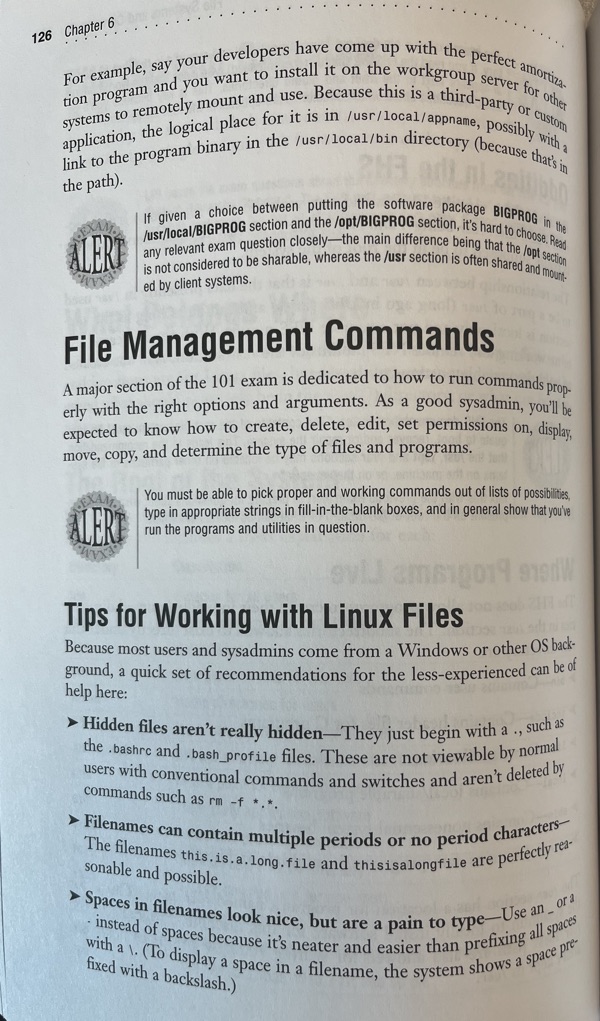 126 Chapter 6
For example, say your developers have come up with the perfect amortiza-
tion program and you want to install it on the workgroup server for other
systems to remotely mount and use. Because this is a third-party or custom
application, the logical place for it is in /usr/local/appname, possibly with a
link to the program binary in the /usr/local/bin directory (because that's in
the path).
EXAM
ALERT
EXAM
If given a choice between putting the software package BIGPROG in the
/usr/local/BIGPROG section and the /opt/BIGPROG section, it's hard to choose. Read
any relevant exam question closely—the main difference being that the /opt section
is not considered to be sharable, whereas the /usr section is often shared and mount-
ed by client systems.
File Management Commands
A major section of the 101 exam is dedicated to how to run commands prop-
erly with the right options and arguments. As a good sysadmin, you'll be
expected to know how to create, delete, edit, set permissions on, display,
move, copy, and determine the type of files and programs.
EXAM
ALERT
EXAM
You must be able to pick proper and working commands out of lists of possibilities,
type in appropriate strings in fill-in-the-blank boxes, and in general show that you've
run the programs and utilities in question.
Tips for Working with Linux Files
Because most users and sysadmins come from a Windows or other OS back-
ground, a quick set of recommendations for the less-experienced can be of
help here:
➤ Hidden files aren't really hidden—They just begin with a ., such as
the .bashrc and .bash_profile files. These are not viewable by normal
users with conventional commands and switches and aren't deleted by
commands such as rm -f *.*.
➤ Filenames can contain multiple periods or no period characters—
The filenames this.is.a.long.file and thisisalongfile are perfectly rea-
sonable and possible.
➤ Spaces in filenames look nice, but are a pain to type—Use an _ or a
- instead of spaces because it's neater and easier than prefixing all spaces
with a \. (To display a space in a filename, the system shows a space pre-
fixed with a backslash.)